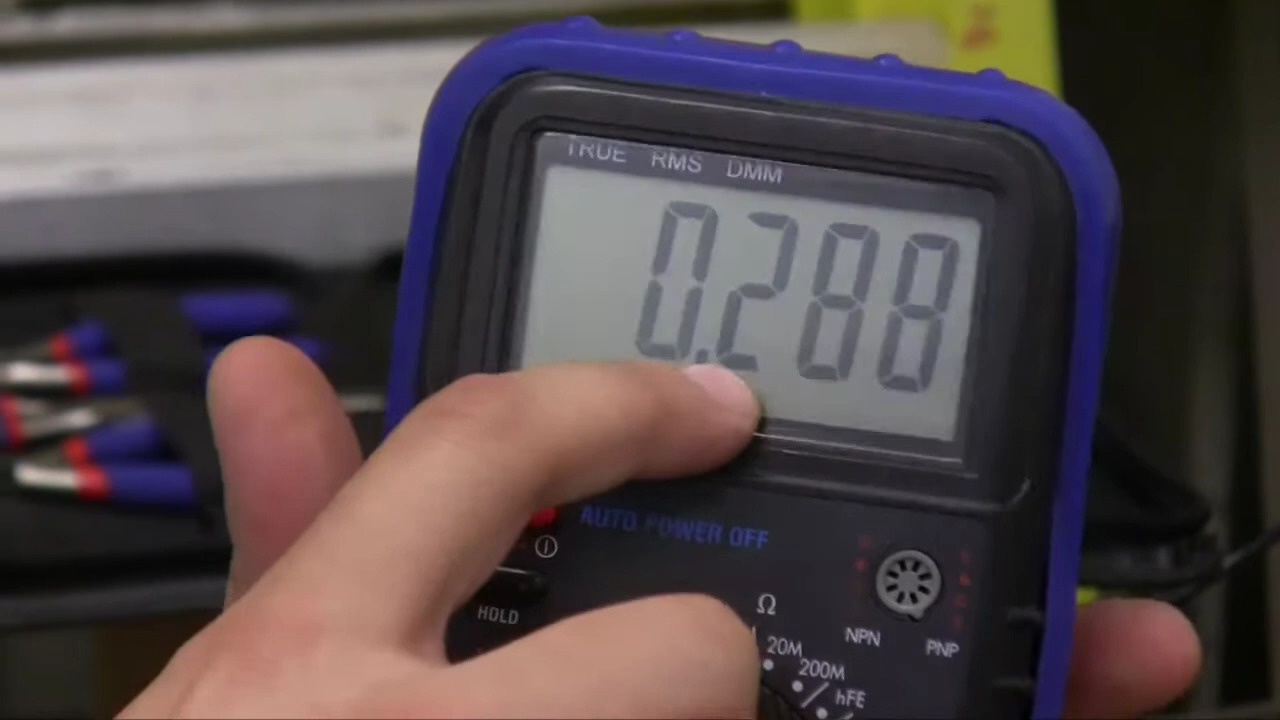 TRUE RMS DMM
0.288
AUTO POWER OFF
HOLD
Ω
20M
200M
hFE
NPN
PNP